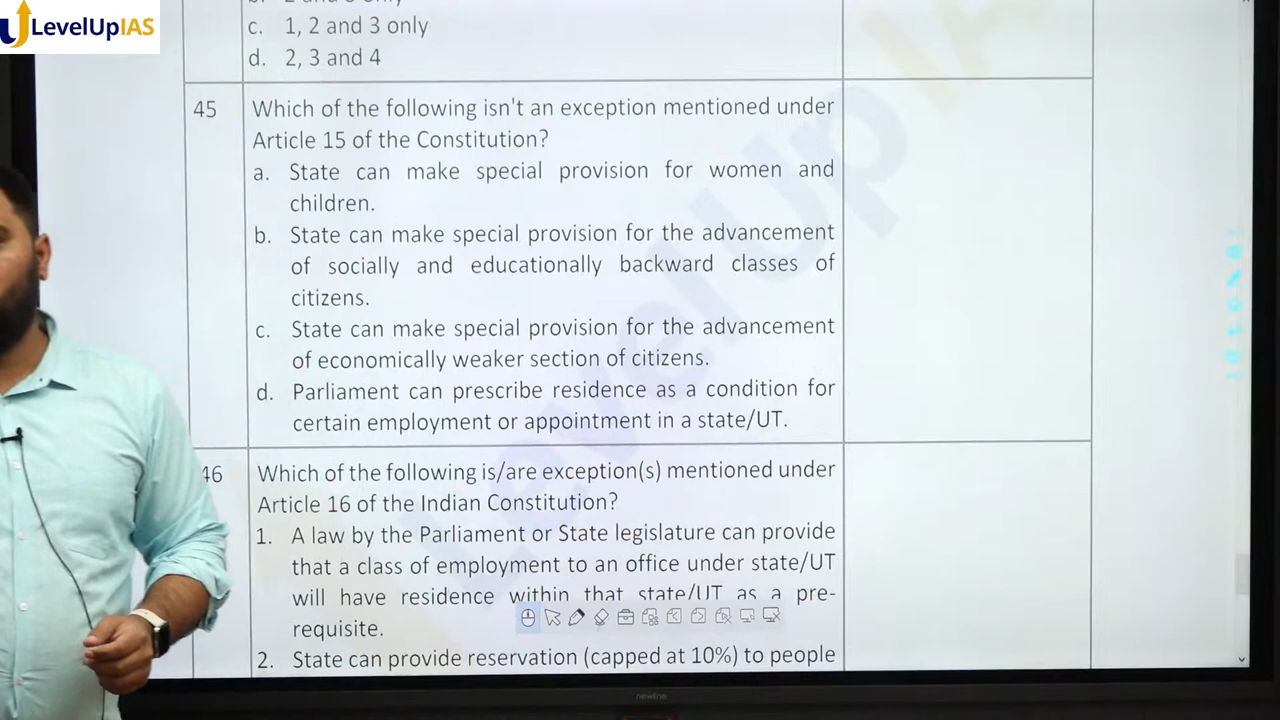 LevelUpIAS
c. 1, 2 and 3 only
d. 2, 3 and 4
45 Which of the following isn't an exception mentioned under
Article 15 of the Constitution?
a. State can make special provision for women and
children.
b. State can make special provision for the advancement
of socially and educationally backward classes of
citizens.
c. State can make special provision for the advancement
of economically weaker section of citizens.
d. Parliament can prescribe residence as a condition for
certain employment or appointment in a state/UT.
46 Which of the following is/are exception(s) mentioned under
Article 16 of the Indian Constitution?
1. A law by the Parliament or State legislature can provide
that a class of employment to an office under state/UT
will have residence within that state/UT as a pre-
requisite.
2. State can provide reservation (capped at 10%) to people
LevelUp IA
newline